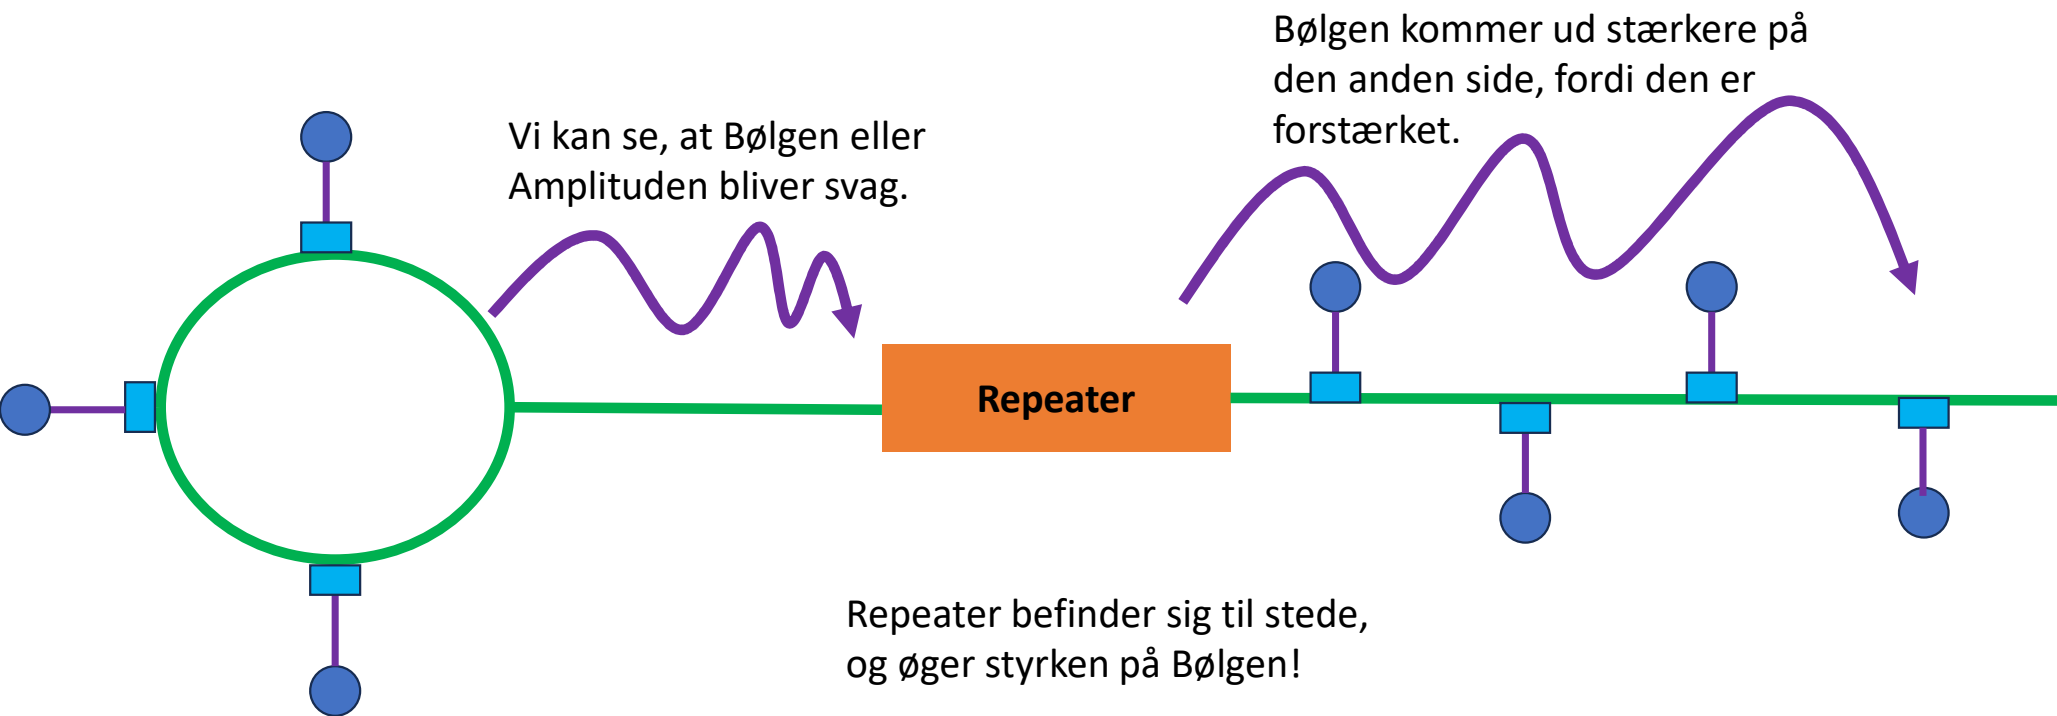 Bølgen kommer ud stærkere på
den anden side, fordi den er
forstærket.
Vi kan se, at Bølgen eller
Amplituden bliver svag.
Repeater
Repeater befinder sig til stede,
og øger styrken på Bølgen!